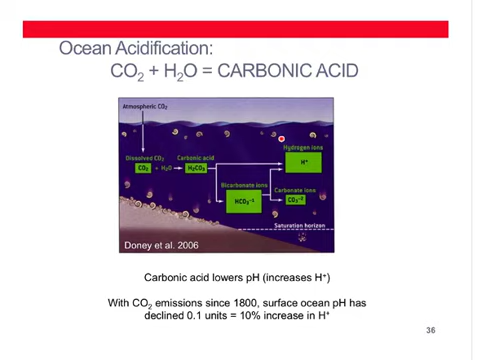 Ocean Acidification:
CO₂ + H₂O = CARBONIC ACID
Atmospheric CO₂
Hydrogen ions
Dissolved CO₂ Carbonic acid
CO₂ + H₂O → H₂CO₃ H⁺
Bicarbonate ions Carbonate ions
HCO₃⁻¹ CO₃⁻²
Saturation horizon
Doney et al. 2006
Carbonic acid lowers pH (increases H⁺)
With CO₂ emissions since 1800, surface ocean pH has
declined 0.1 units = 10% increase in H⁺
36